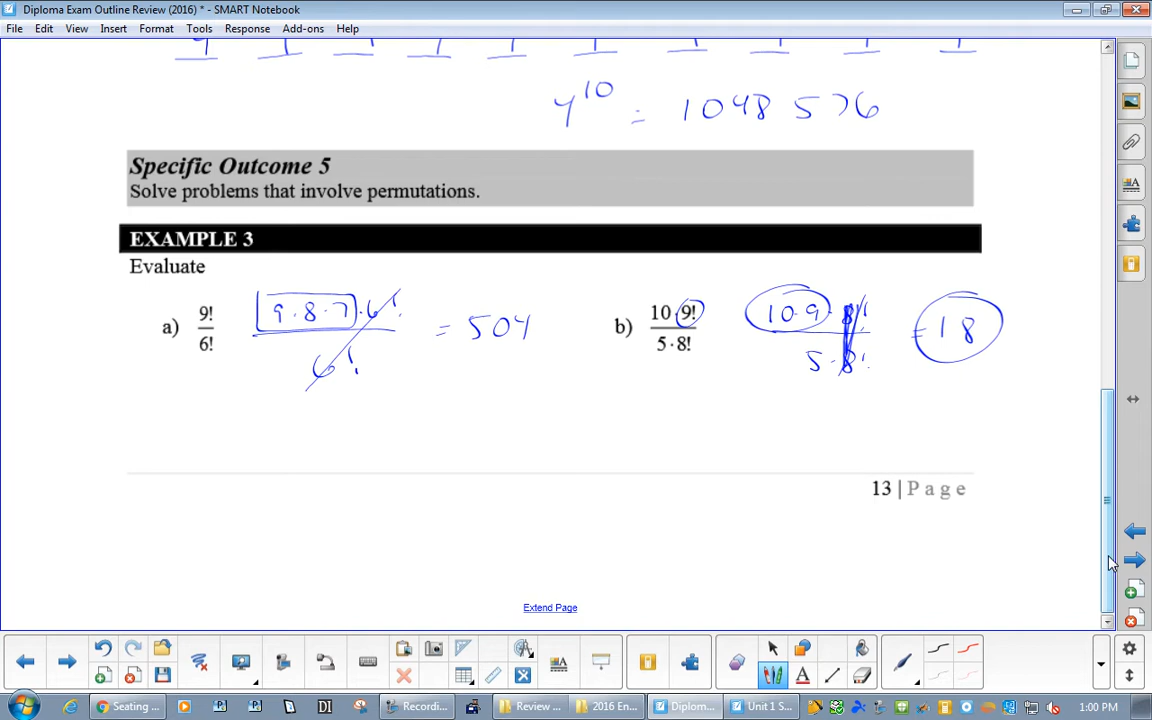 Diploma Exam Outline Review (2016) * - SMART Notebook
File Edit View Insert Format Tools Response Add-ons Help
4^10 = 1048 576
Specific Outcome 5
Solve problems that involve permutations.
EXAMPLE 3
Evaluate
a) 9!/6! 9·8·7·6!/6! = 504
b) 10·9!/5·8! 10·9·8!/5·8! = 18
13 | Page
Extend Page
Seating ... Recordi... Review ... 2016 En... Diplom... Unit 1 S... 1:00 PM